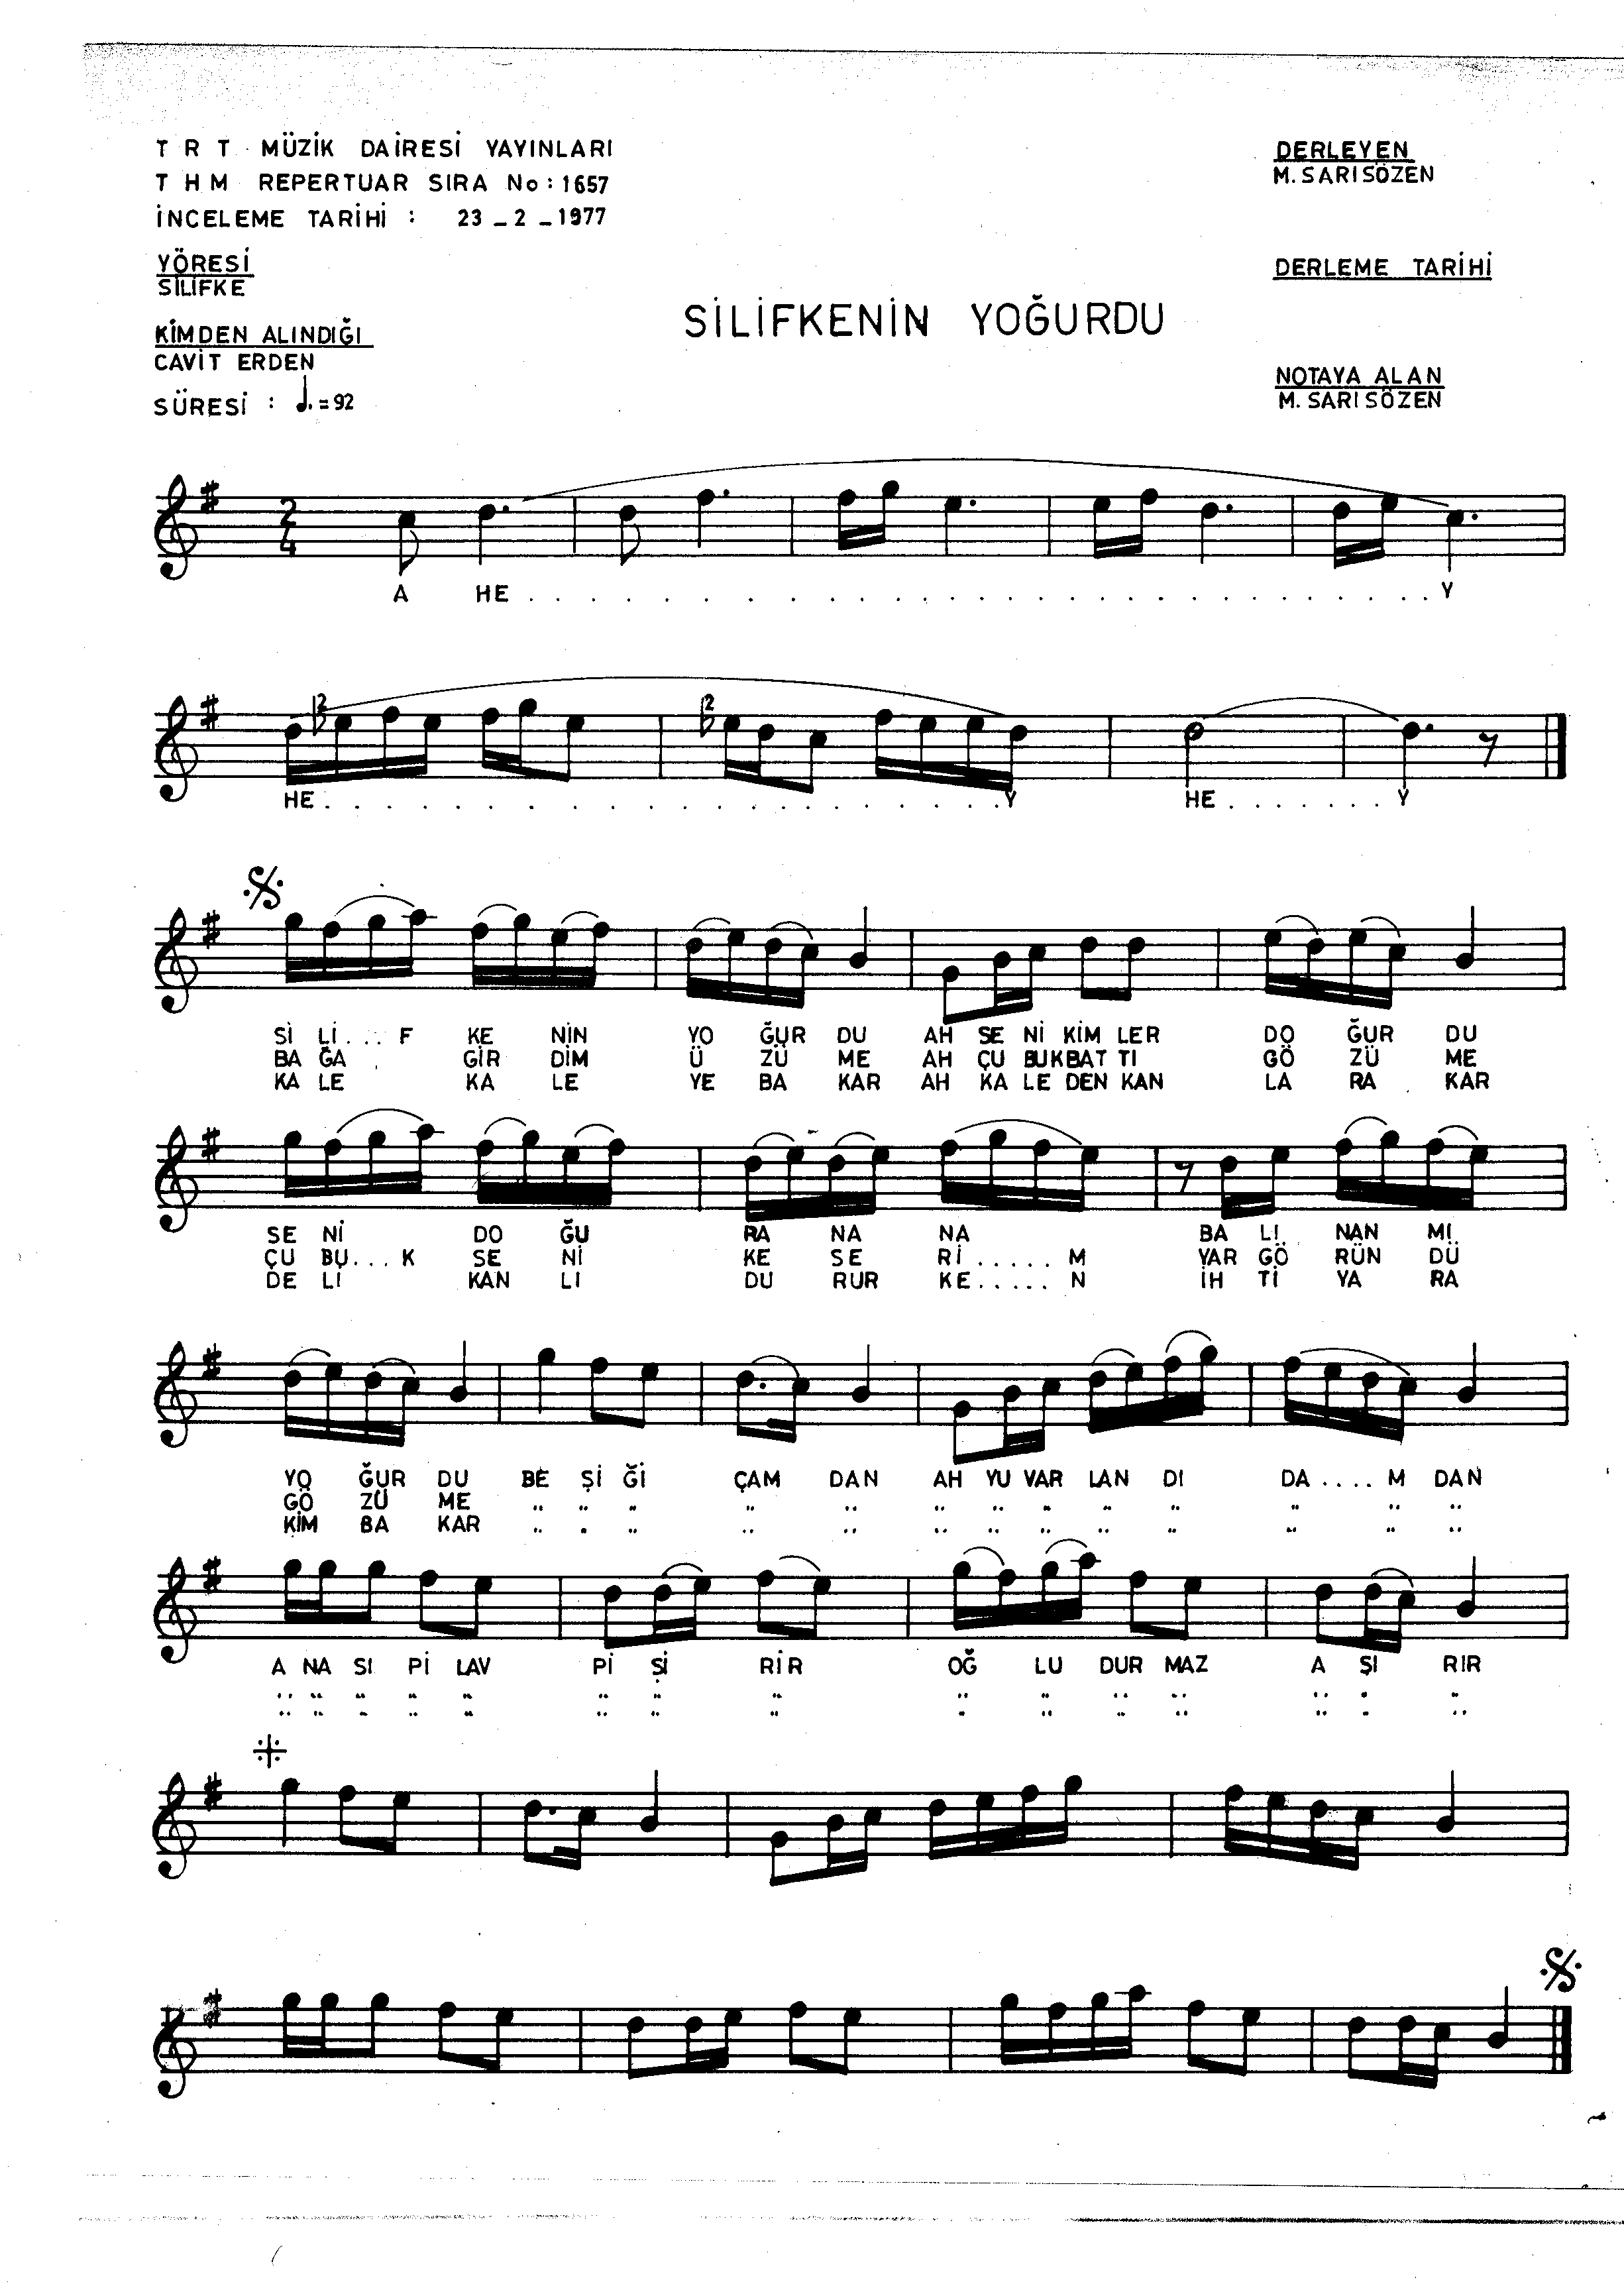 T R T MÜZİK DAİRESİ YAYINLARI
T H M REPERTUAR SIRA No : 1657
İNCELEME TARİHİ : 23 _ 2 _ 1977
YÖRESİ
SİLİFKE
KİMDEN ALINDIĞI
CAVİT ERDEN
SÜRESİ : ♩. = 92
DERLEYEN
M. SARISÖZEN
DERLEME TARİHİ
NOTAYA ALAN
M. SARISÖZEN
SİLİFKENİN YOĞURDU
2
4
A HE . . . . . . . . . . . . . . . . . . . . . . . . . . Y
2 2
HE . . . . . . . . . . . . . . . . . . Y HE . . . . . . . Y
Sİ Lİ . . . F KE NİN YO ĞUR DU AH SE Nİ KİM LER DO ĞUR DU
BA ĞA GİR DİM Ü ZÜ ME AH ÇU BUK BAT TI GÖ ZÜ ME
KA LE KA LE YE BA KAR AH KA LE DEN KAN LA RA KAR
SE Nİ DO ĞU RA NA NA BA LI NAN MI
ÇU BU . . . K SE Nİ KE SE Rİ . . . . . . M YAR GÖ RÜN DÜ
DE LI KAN LI DU RUR KE . . . . . N İH Tİ YA RA
YO ĞUR DU BE Şİ Ğİ ÇAM DAN AH YU VAR LAN DI DA . . . . M DAN
GÖ ZÜ ME " " " " " " " " " " " " "
KİM BA KAR " " " " " " " " " " " " "
A NA SI Pİ LAV Pİ Şİ RİR OĞ LU DUR MAZ A ŞI RIR
" " " " " " " " " " " " " " "
" " " " " " " " " " " " " " "